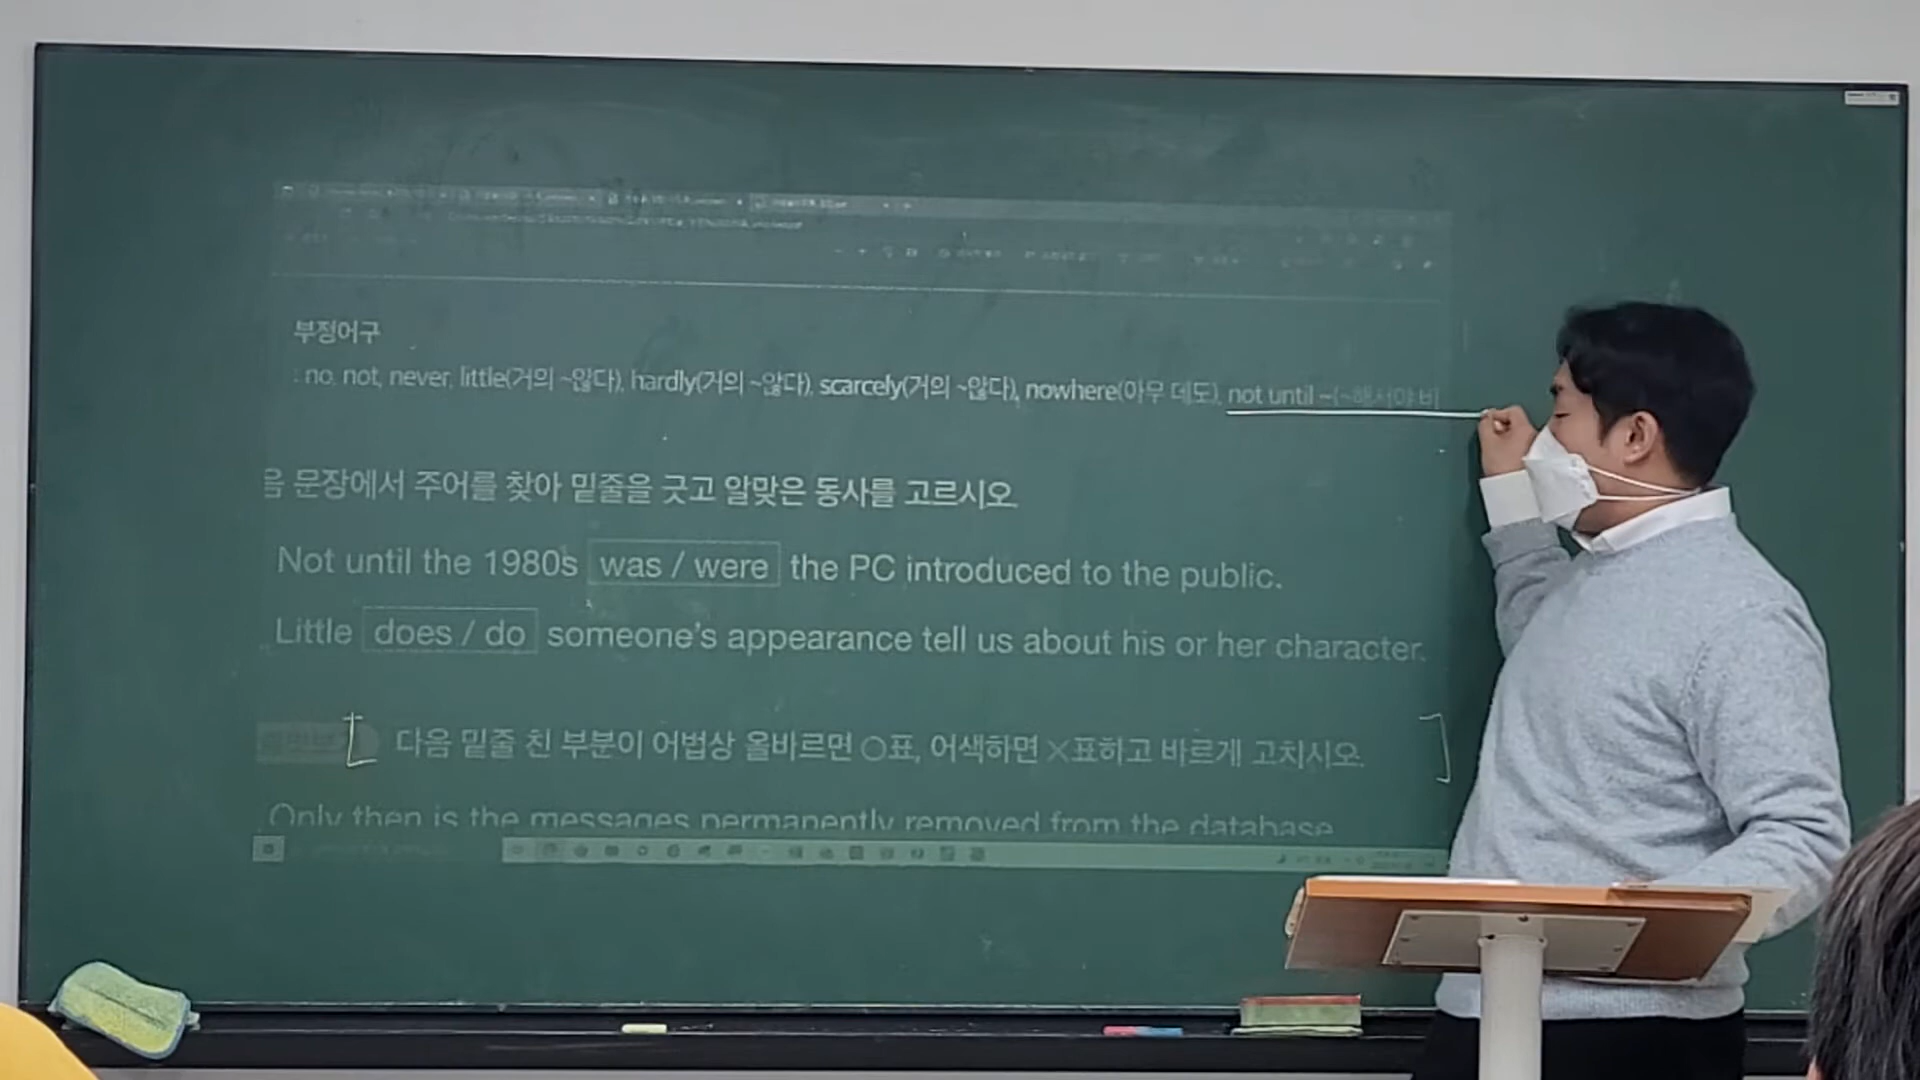 부정어구
: no, not, never, little(거의 ~않다), hardly(거의 ~않다), scarcely(거의 ~않다), nowhere(아무 데도), not until ~(~해서야 비
음 문장에서 주어를 찾아 밑줄을 긋고 알맞은 동사를 고르시오.
Not until the 1980s was / were the PC introduced to the public.
Little does / do someone's appearance tell us about his or her character.
다음 밑줄 친 부분이 어법상 올바르면 ○표, 어색하면 ×표하고 바르게 고치시오.
Only then is the messages permanently removed from the database